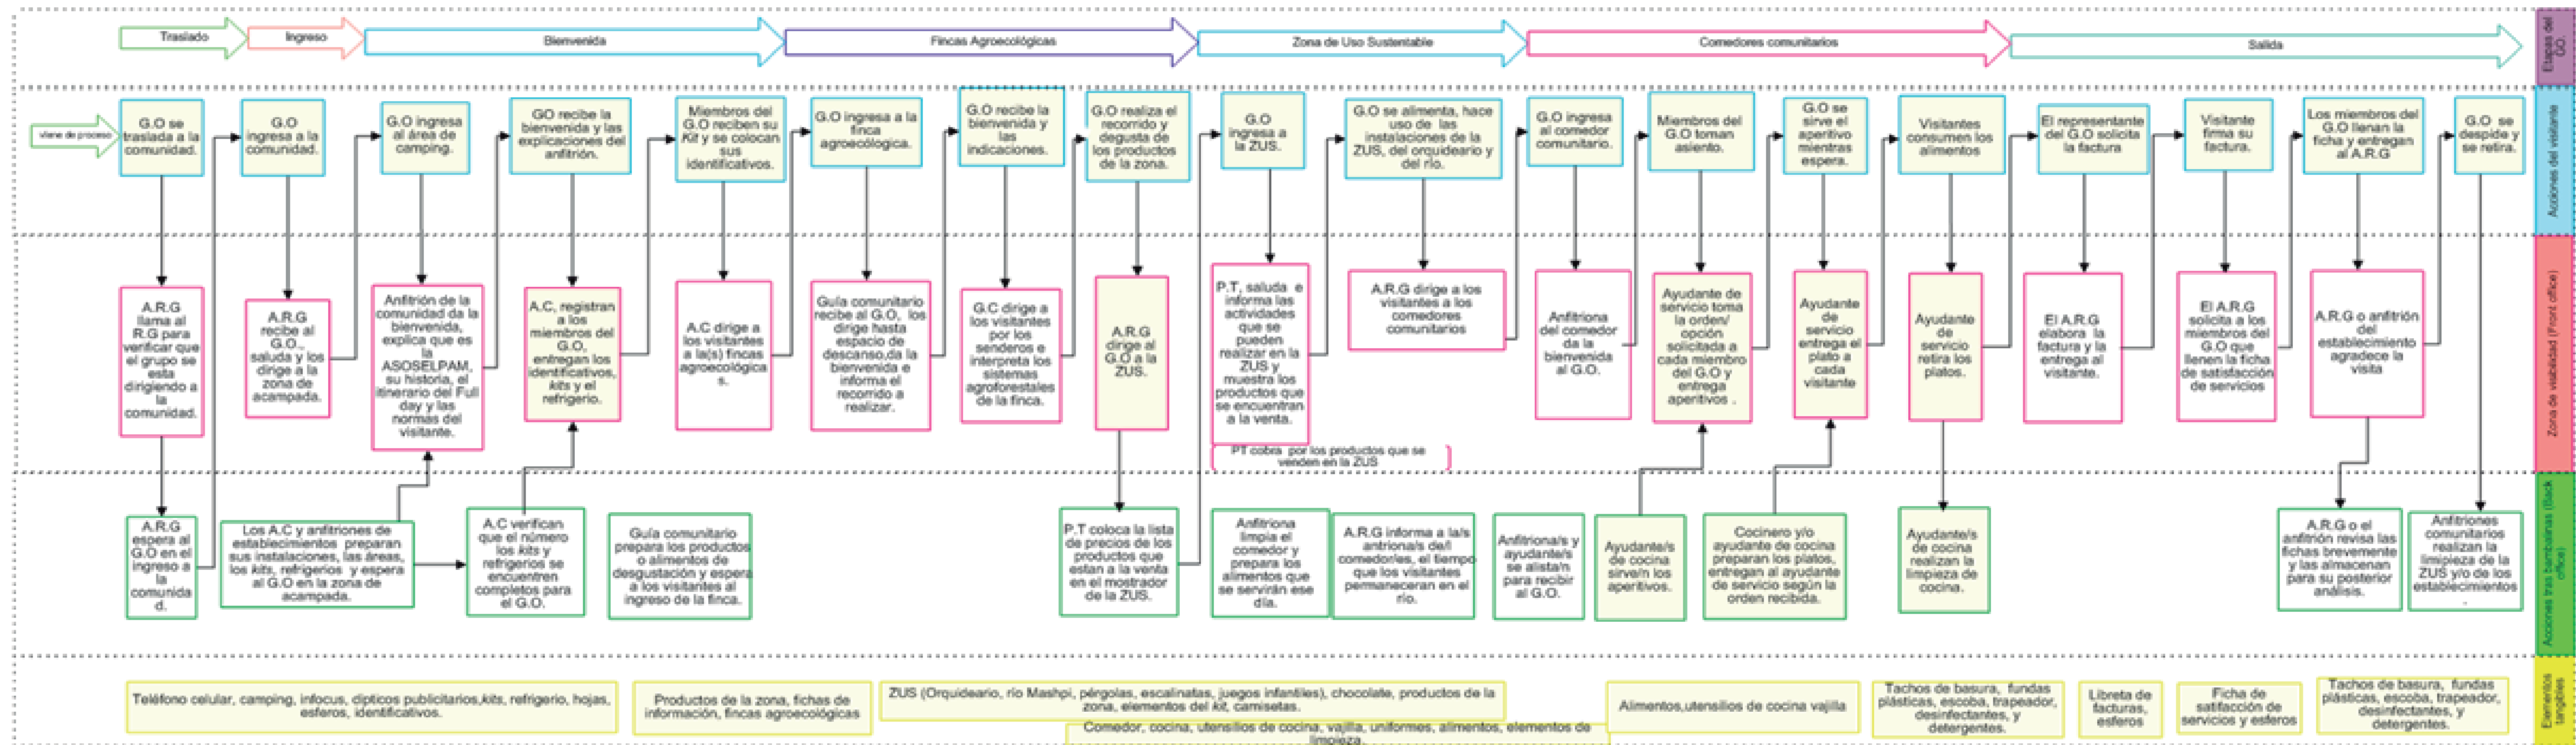 Traslado
Ingreso
Bienvenida
Fincas Agroecológicas
Zona de Uso Sustentable
Comedores comunitarios
Salida
Etapas del
GO.
viene de proceso
G.O se
traslada a la
comunidad.
G.O
ingresa a la
comunidad.
G.O ingresa
al área de
camping.
GO recibe la
bienvenida y las
explicaciones del
anfitrión.
Miembros del
G.O reciben su
Kit y se colocan
sus
identificativos.
G.O ingresa a la
finca
agroecólogica.
G.O recibe la
bienvenida y
las
indicaciones.
G.O realiza el
recorrido y
degusta de
los productos
de la zona.
G.O
ingresa a
la ZUS.
G.O se alimenta, hace
uso de las
instalaciones de la
ZUS, del orquideario y
del río.
G.O ingresa
al comedor
comunitario.
Miembros del
G.O toman
asiento.
G.O se
sirve el
aperitivo
mientras
espera.
Visitantes
consumen los
alimentos
El representante
del G.O solicita
la factura
Visitante
firma su
factura.
Los miembros del
G.O llenan la
ficha y entregan
al A.R.G
G.O se
despide y
se retira.
Acciones del visitante
A.R.G
llama al
R.G para
verificar que
el grupo se
esta
dirigiendo a
la
comunidad.
A.R.G
recibe al
G.O.,
saluda y los
dirige a la
zona de
acampada.
Anfitrión de la
comunidad da la
bienvenida,
explica que es
la
ASOSELPAM,
su historia, el
itinerario del Full
day y las
normas del
visitante.
A.C, registran
a los
miembros del
G.O,
entregan los
identificativos,
kits y el
refrigerio.
A.C dirige a
los visitantes
a la(s) fincas
agroecológica
s.
Guía comunitario
recibe al G.O, los
dirige hasta
espacio de
descanso,da la
bienvenida e
informa el
recorrido a
realizar.
G.C dirige a
los visitantes
por los
senderos e
interpreta los
sistemas
agroforestales
de la finca.
A.R.G
dirige al
G.O a la
ZUS.
P.T, saluda e
informa las
actividades
que se
pueden
realizar en la
ZUS y
muestra los
productos que
se encuentran
a la venta.
PT cobra por los productos que se
venden en la ZUS
A.R.G dirige a los
visitantes a los
comedores
comunitarios
Anfitriona
del comedor
da la
bienvenida
al G.O.
Ayudante de
servicio toma
la orden/
opción
solicitada a
cada miembro
del G.O y
entrega
aperitivos .
Ayudante
de
servicio
entrega el
plato a
cada
visitante
Ayudante
de
servicio
retira los
platos.
El A.R.G
elabora la
factura y la
entrega al
visitante.
El A.R.G
solicita a los
miembros del
G.O que
llenen la ficha
de satisfacción
de servicios
A.R.G o anfitrión
del
establecimiento
agradece la
visita
Zona de viabilidad (Front office)
A.R.G
espera al
G.O en el
ingreso a
la
comunida
d.
Los A.C y anfitriones de
establecimientos preparan
sus instalaciones, las áreas,
los kits, refrigerios y espera
al G.O en la zona de
acampada.
A.C verifican
que el número
los kits y
refrigerios se
encuentren
completos para
el G.O.
Guía comunitario
prepara los productos
o alimentos de
desgustación y espera
a los visitantes al
ingreso de la finca.
P.T coloca la lista
de precios de los
productos que
estan a la venta
en el mostrador
de la ZUS.
Anfitriona
limpia el
comedor y
prepara los
alimentos que
se servirán ese
día.
A.R.G informa a la/s
antriona/s de/l
comedor/es, el tiempo
que los visitantes
permaneceran en el
río.
Anfitriona/s y
ayudante/s
se alista/n
para recibir
al G.O.
Ayudante/s
de cocina
sirve/n los
aperitivos.
Cocinero y/o
ayudante de cocina
preparan los platos,
entregan al ayudante
de servicio según la
orden recibida.
Ayudante/s
de cocina
realizan la
limpieza de
cocina.
A.R.G o el
anfitrión revisa las
fichas brevemente
y las almacenan
para su posterior
análisis.
Anfitriones
comunitarios
realizan la
limipieza de la
ZUS y/o de los
establecimientos
.
Acciones tras bambalinas (Back
office)
Teléfono celular, camping, infocus, dípticos publicitarios,kits, refrigerio, hojas,
esferos, identificativos.
Productos de la zona, fichas de
información, fincas agroecológicas
ZUS (Orquideario, río Mashpi, pérgolas, escalinatas, juegos infantiles), chocolate, productos de la
zona, elementos del kit, camisetas.
Comedor, cocina, utensilios de cocina, vajilla, uniformes, alimentos, elementos de
limpieza.
Alimentos,utensilios de cocina vajilla
Tachos de basura, fundas
plásticas, escoba, trapeador,
desinfectantes, y
detergentes.
Libreta de
facturas,
esferos
Ficha de
satifacción de
servicios y esferos
Tachos de basura, fundas
plásticas, escoba, trapeador,
desinfectantes, y
detergentes.
Elementos
tangibles